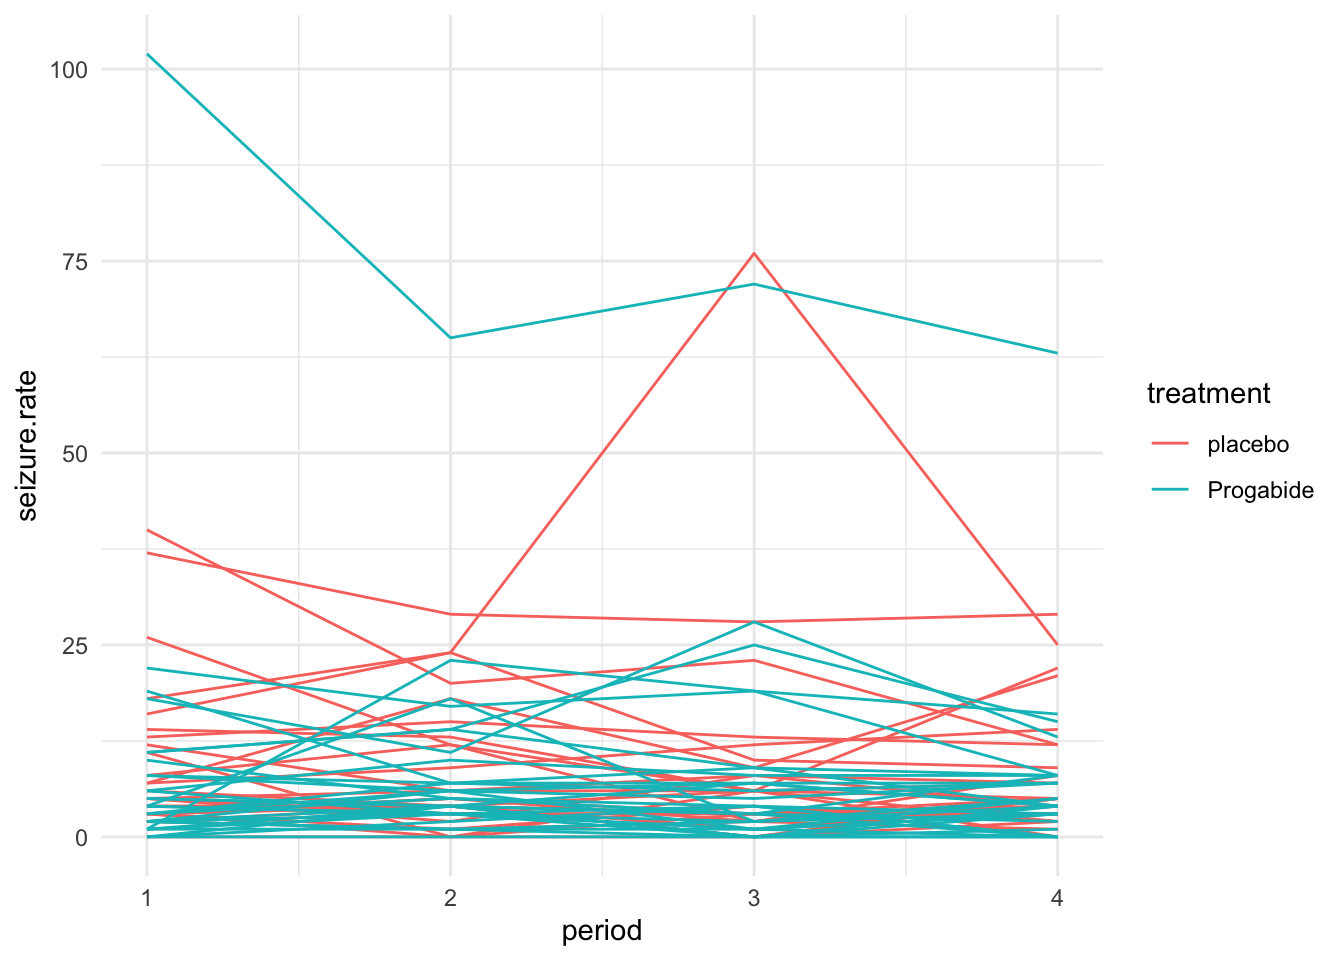 100
75
50
25
0
seizure.rate
1 2 3 4
period
treatment
placebo
Progabide